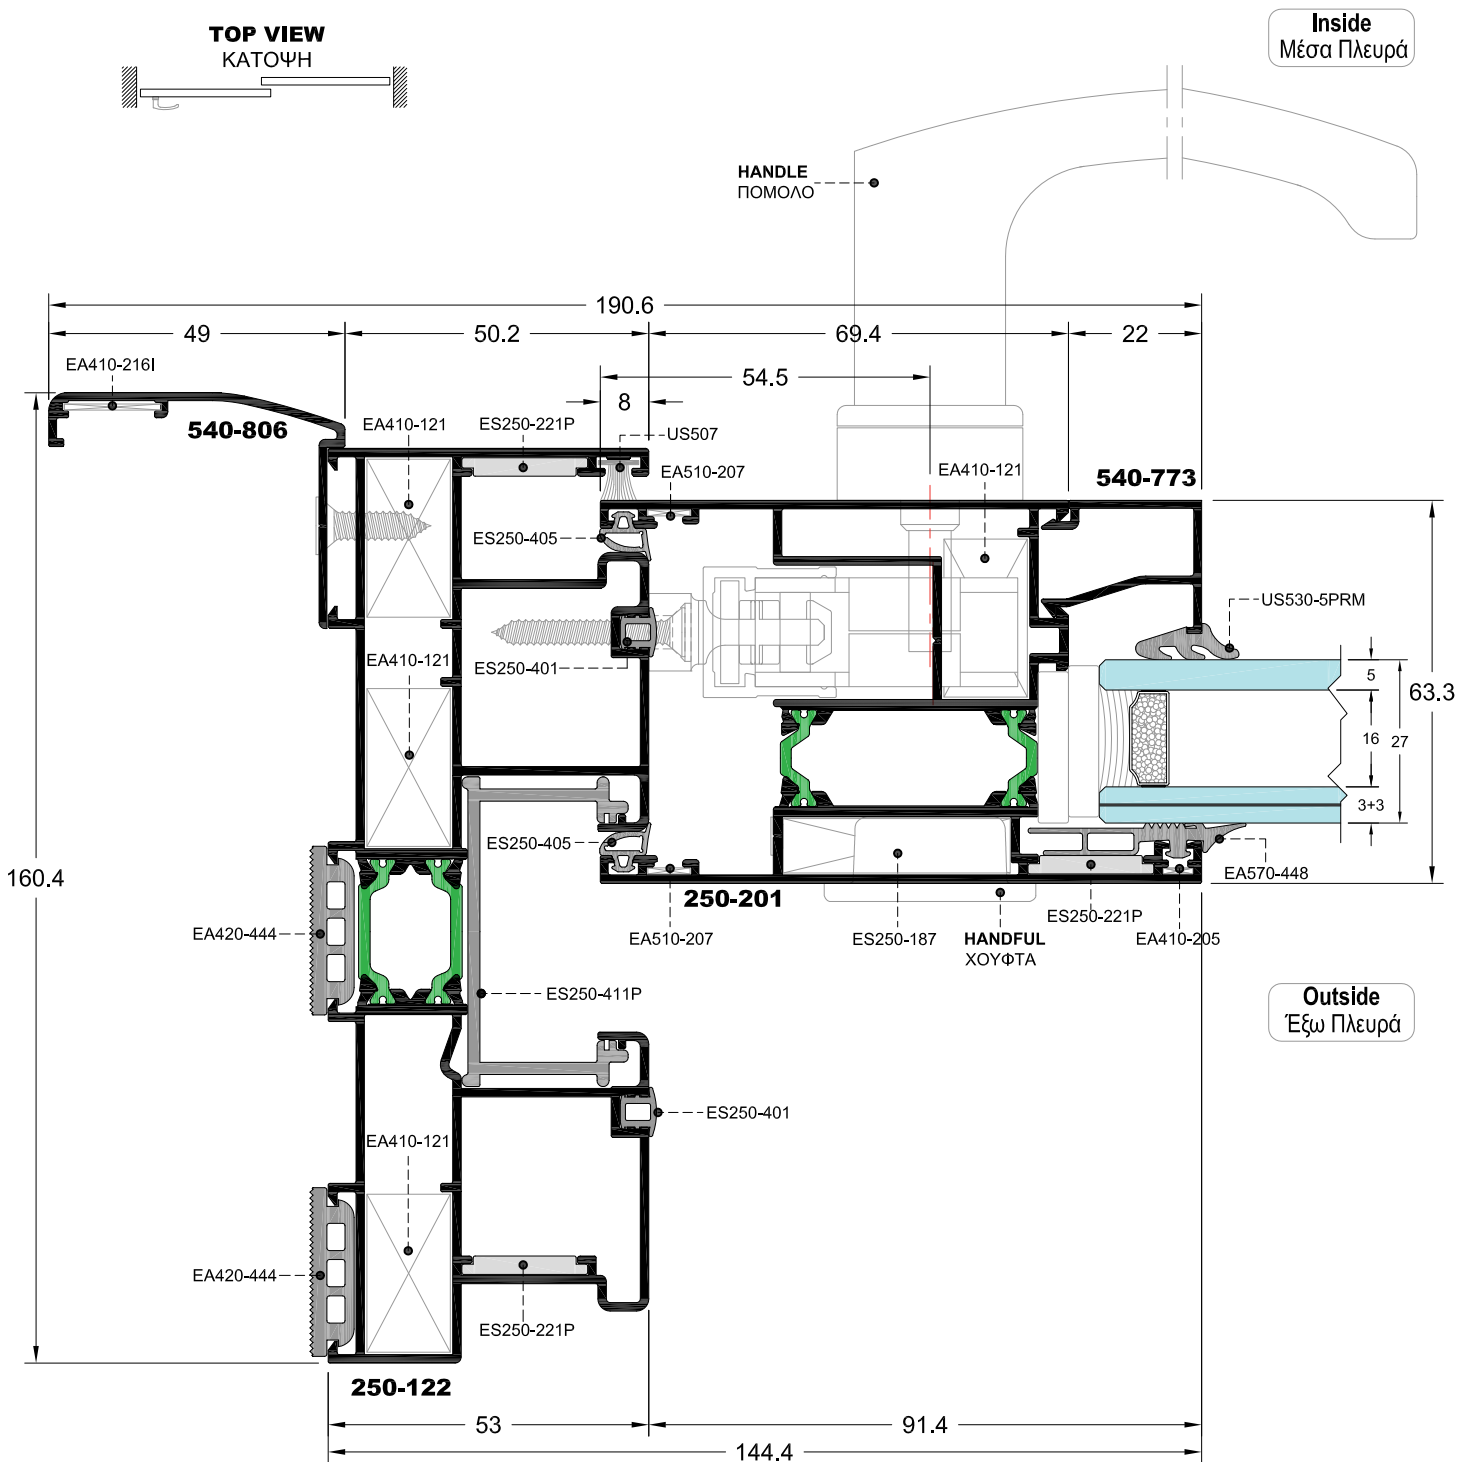 TOP VIEW
ΚΑΤΟΨΗ
Inside
Μέσα Πλευρά
HANDLE
ΠΟΜΟΛΟ
190.6
49
50.2
69.4
22
54.5
8
EA410-216I
540-806
EA410-121
ES250-221P
US507
EA510-207
EA410-121
540-773
ES250-405
US530-5PRM
EA410-121
ES250-401
5
63.3
16
27
3+3
ES250-405
160.4
EA570-448
250-201
ES250-221P
EA420-444
EA510-207
ES250-187
HANDFUL
ΧΟΥΦΤΑ
EA410-205
ES250-411P
Outside
Έξω Πλευρά
ES250-401
EA410-121
EA420-444
ES250-221P
250-122
53
91.4
144.4